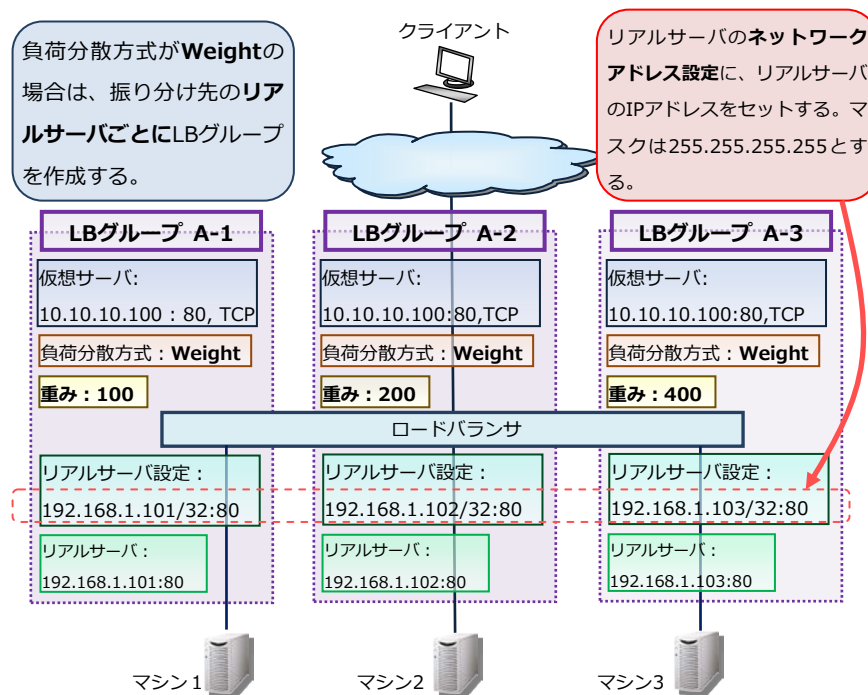 クライアント
負荷分散方式がWeightの
場合は、振り分け先のリア
ルサーバごとにLBグループ
を作成する。
リアルサーバのネットワーク
アドレス設定に、リアルサーバ
のIPアドレスをセットする。マ
スクは255.255.255.255とす
る。
LBグループ A-1
仮想サーバ:
10.10.10.100 : 80, TCP
負荷分散方式：Weight
重み：100
LBグループ A-2
仮想サーバ:
10.10.10.100:80,TCP
負荷分散方式：Weight
重み：200
LBグループ A-3
仮想サーバ:
10.10.10.100:80,TCP
負荷分散方式：Weight
重み：400
ロードバランサ
リアルサーバ設定：
192.168.1.101/32:80
リアルサーバ：
192.168.1.101:80
リアルサーバ設定：
192.168.1.102/32:80
リアルサーバ：
192.168.1.102:80
リアルサーバ設定：
192.168.1.103/32:80
リアルサーバ：
192.168.1.103:80
マシン１
マシン2
マシン3